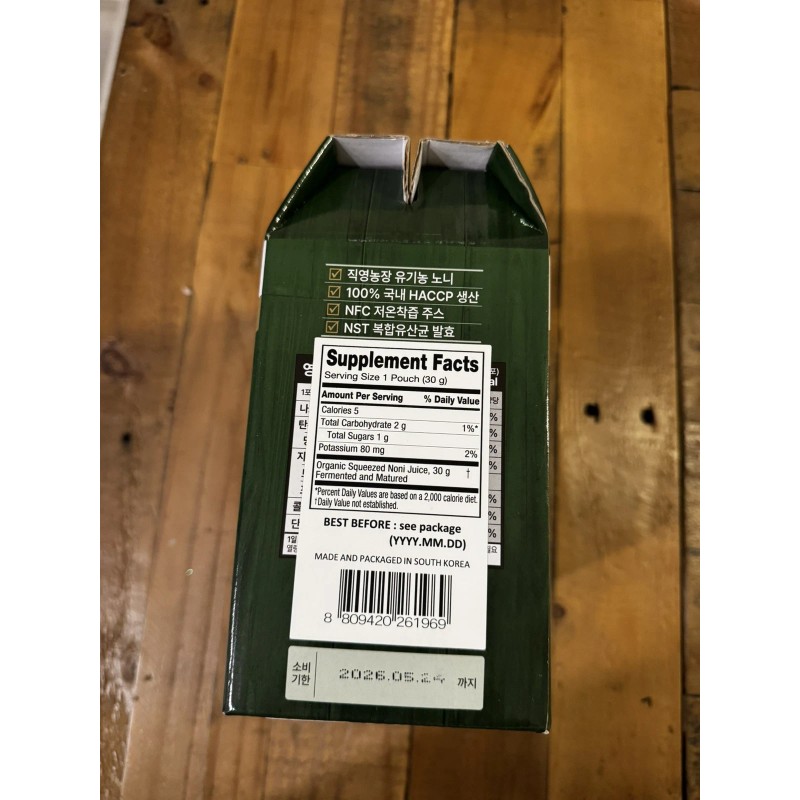 직영농장 유기농 노니
100% 국내 HACCP 생산
NFC 저온착즙 주스
NST 복합유산균 발효
Supplement Facts
Serving Size 1 Pouch (30 g)
Amount Per Serving % Daily Value
Calories 5
Total Carbohydrate 2 g 1%*
Total Sugars 1 g
Potassium 80 mg 2%
Organic Squeezed Noni Juice, 30 g †
Fermented and Matured
*Percent Daily Values are based on a 2,000 calorie diet.
†Daily Value not established.
BEST BEFORE : see package
(YYYY.MM.DD)
MADE AND PACKAGED IN SOUTH KOREA
8 809420 261969
소비
기한
2026.05.24 까지